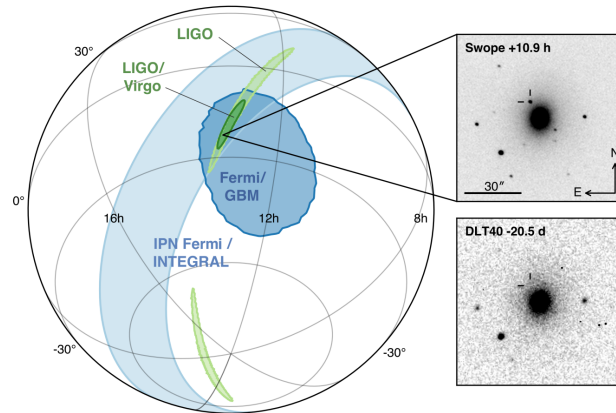 LIGO
30°
LIGO/
Virgo
Swope +10.9 h
30"
N
E
Fermi/
GBM
0°
16h
12h
8h
IPN Fermi /
INTEGRAL
DLT40 -20.5 d
-30°
-30°